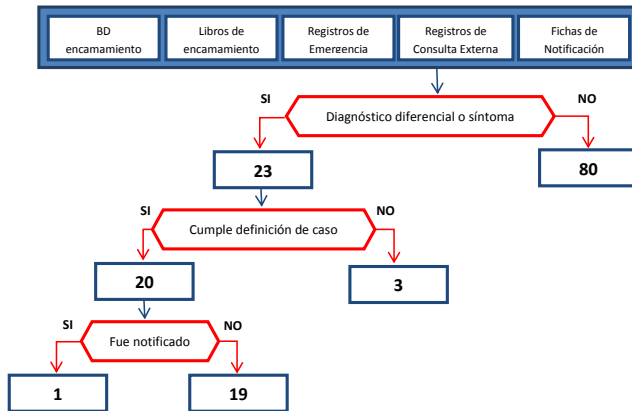 BD
encamamiento
Libros de
encamamiento
Registros de
Emergencia
Registros de
Consulta Externa
Fichas de
Notificación
SI
Diagnóstico diferencial o síntoma
NO
23
80
SI
Cumple definición de caso
NO
20
3
SI
Fue notificado
NO
1
19